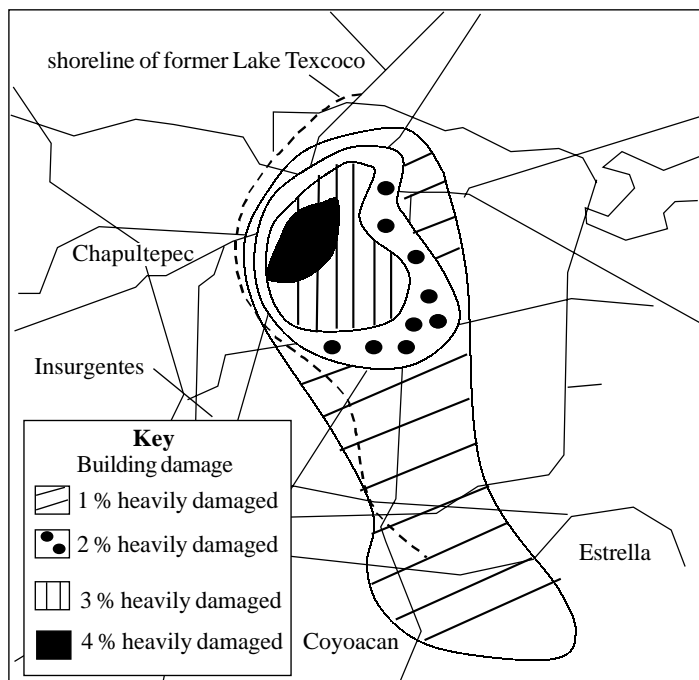 shoreline of former Lake Texcoco
Chapultepec
Insurgentes
Key
Building damage
1 % heavily damaged
2 % heavily damaged
3 % heavily damaged
4 % heavily damaged
Estrella
Coyoacan